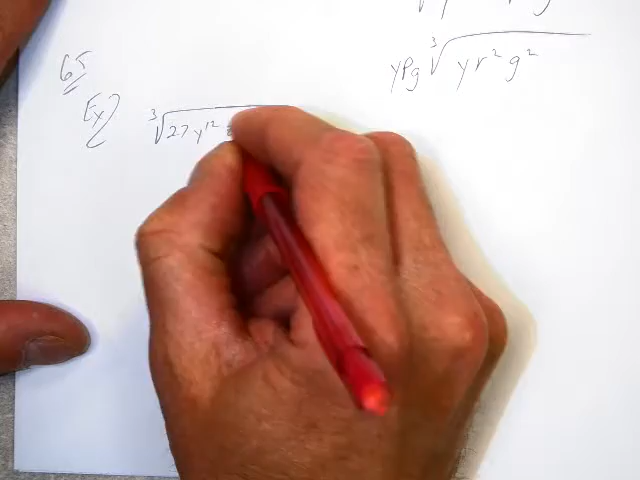 65
ypg ∛(yr²g²)
Ex) ∛(27y¹²